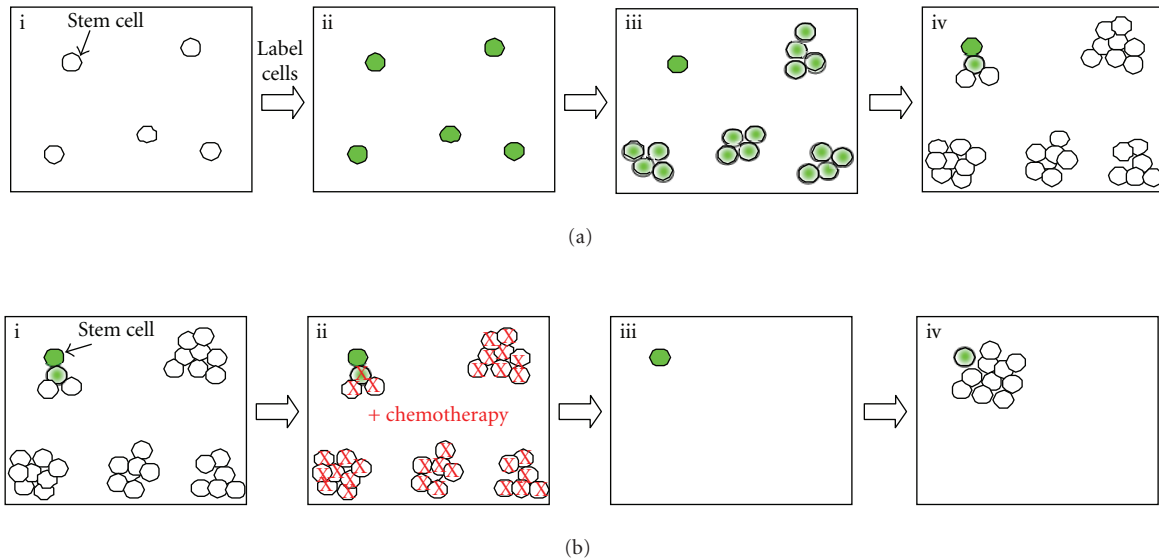 i
Stem cell
Label
cells
ii
iii
iv
(a)
i
Stem cell
ii
+ chemotherapy
iii
iv
(b)